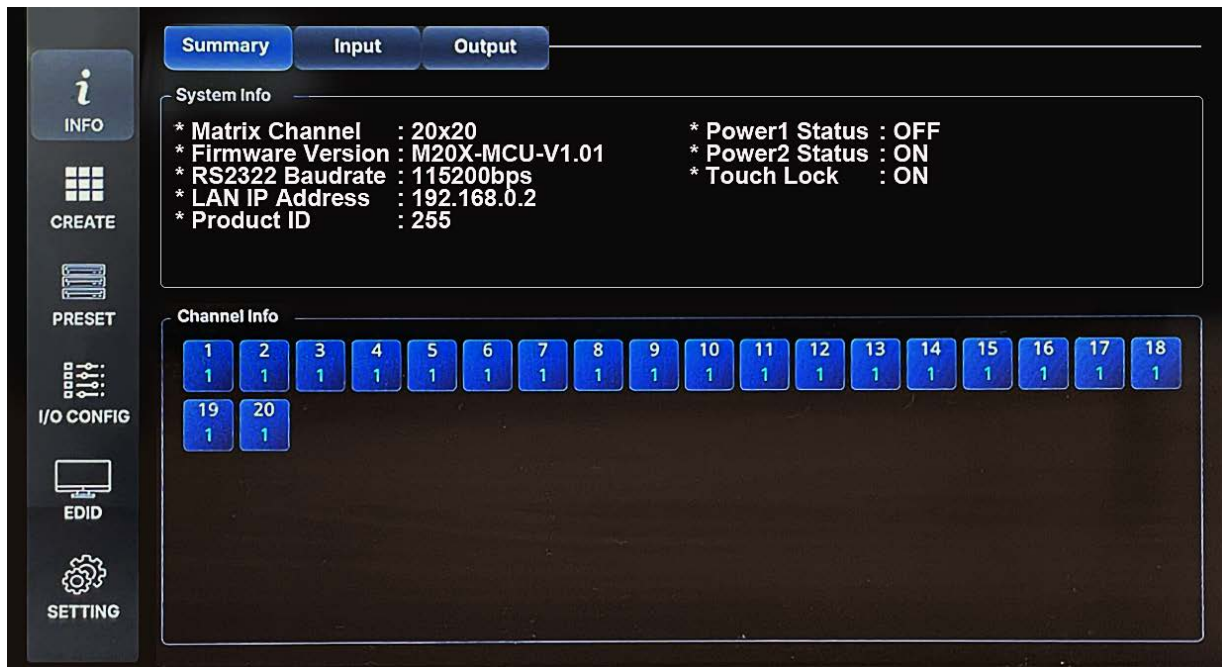 Summary Input Output
INFO
CREATE
PRESET
I/O CONFIG
EDID
SETTING
System Info
* Matrix Channel : 20x20
* Firmware Version : M20X-MCU-V1.01
* RS2322 Baudrate : 115200bps
* LAN IP Address : 192.168.0.2
* Product ID : 255
* Power1 Status : OFF
* Power2 Status : ON
* Touch Lock : ON
Channel Info
1 2 3 4 5 6 7 8 9 10 11 12 13 14 15 16 17 18
1 1 1 1 1 1 1 1 1 1 1 1 1 1 1 1 1 1
19 20
1 1